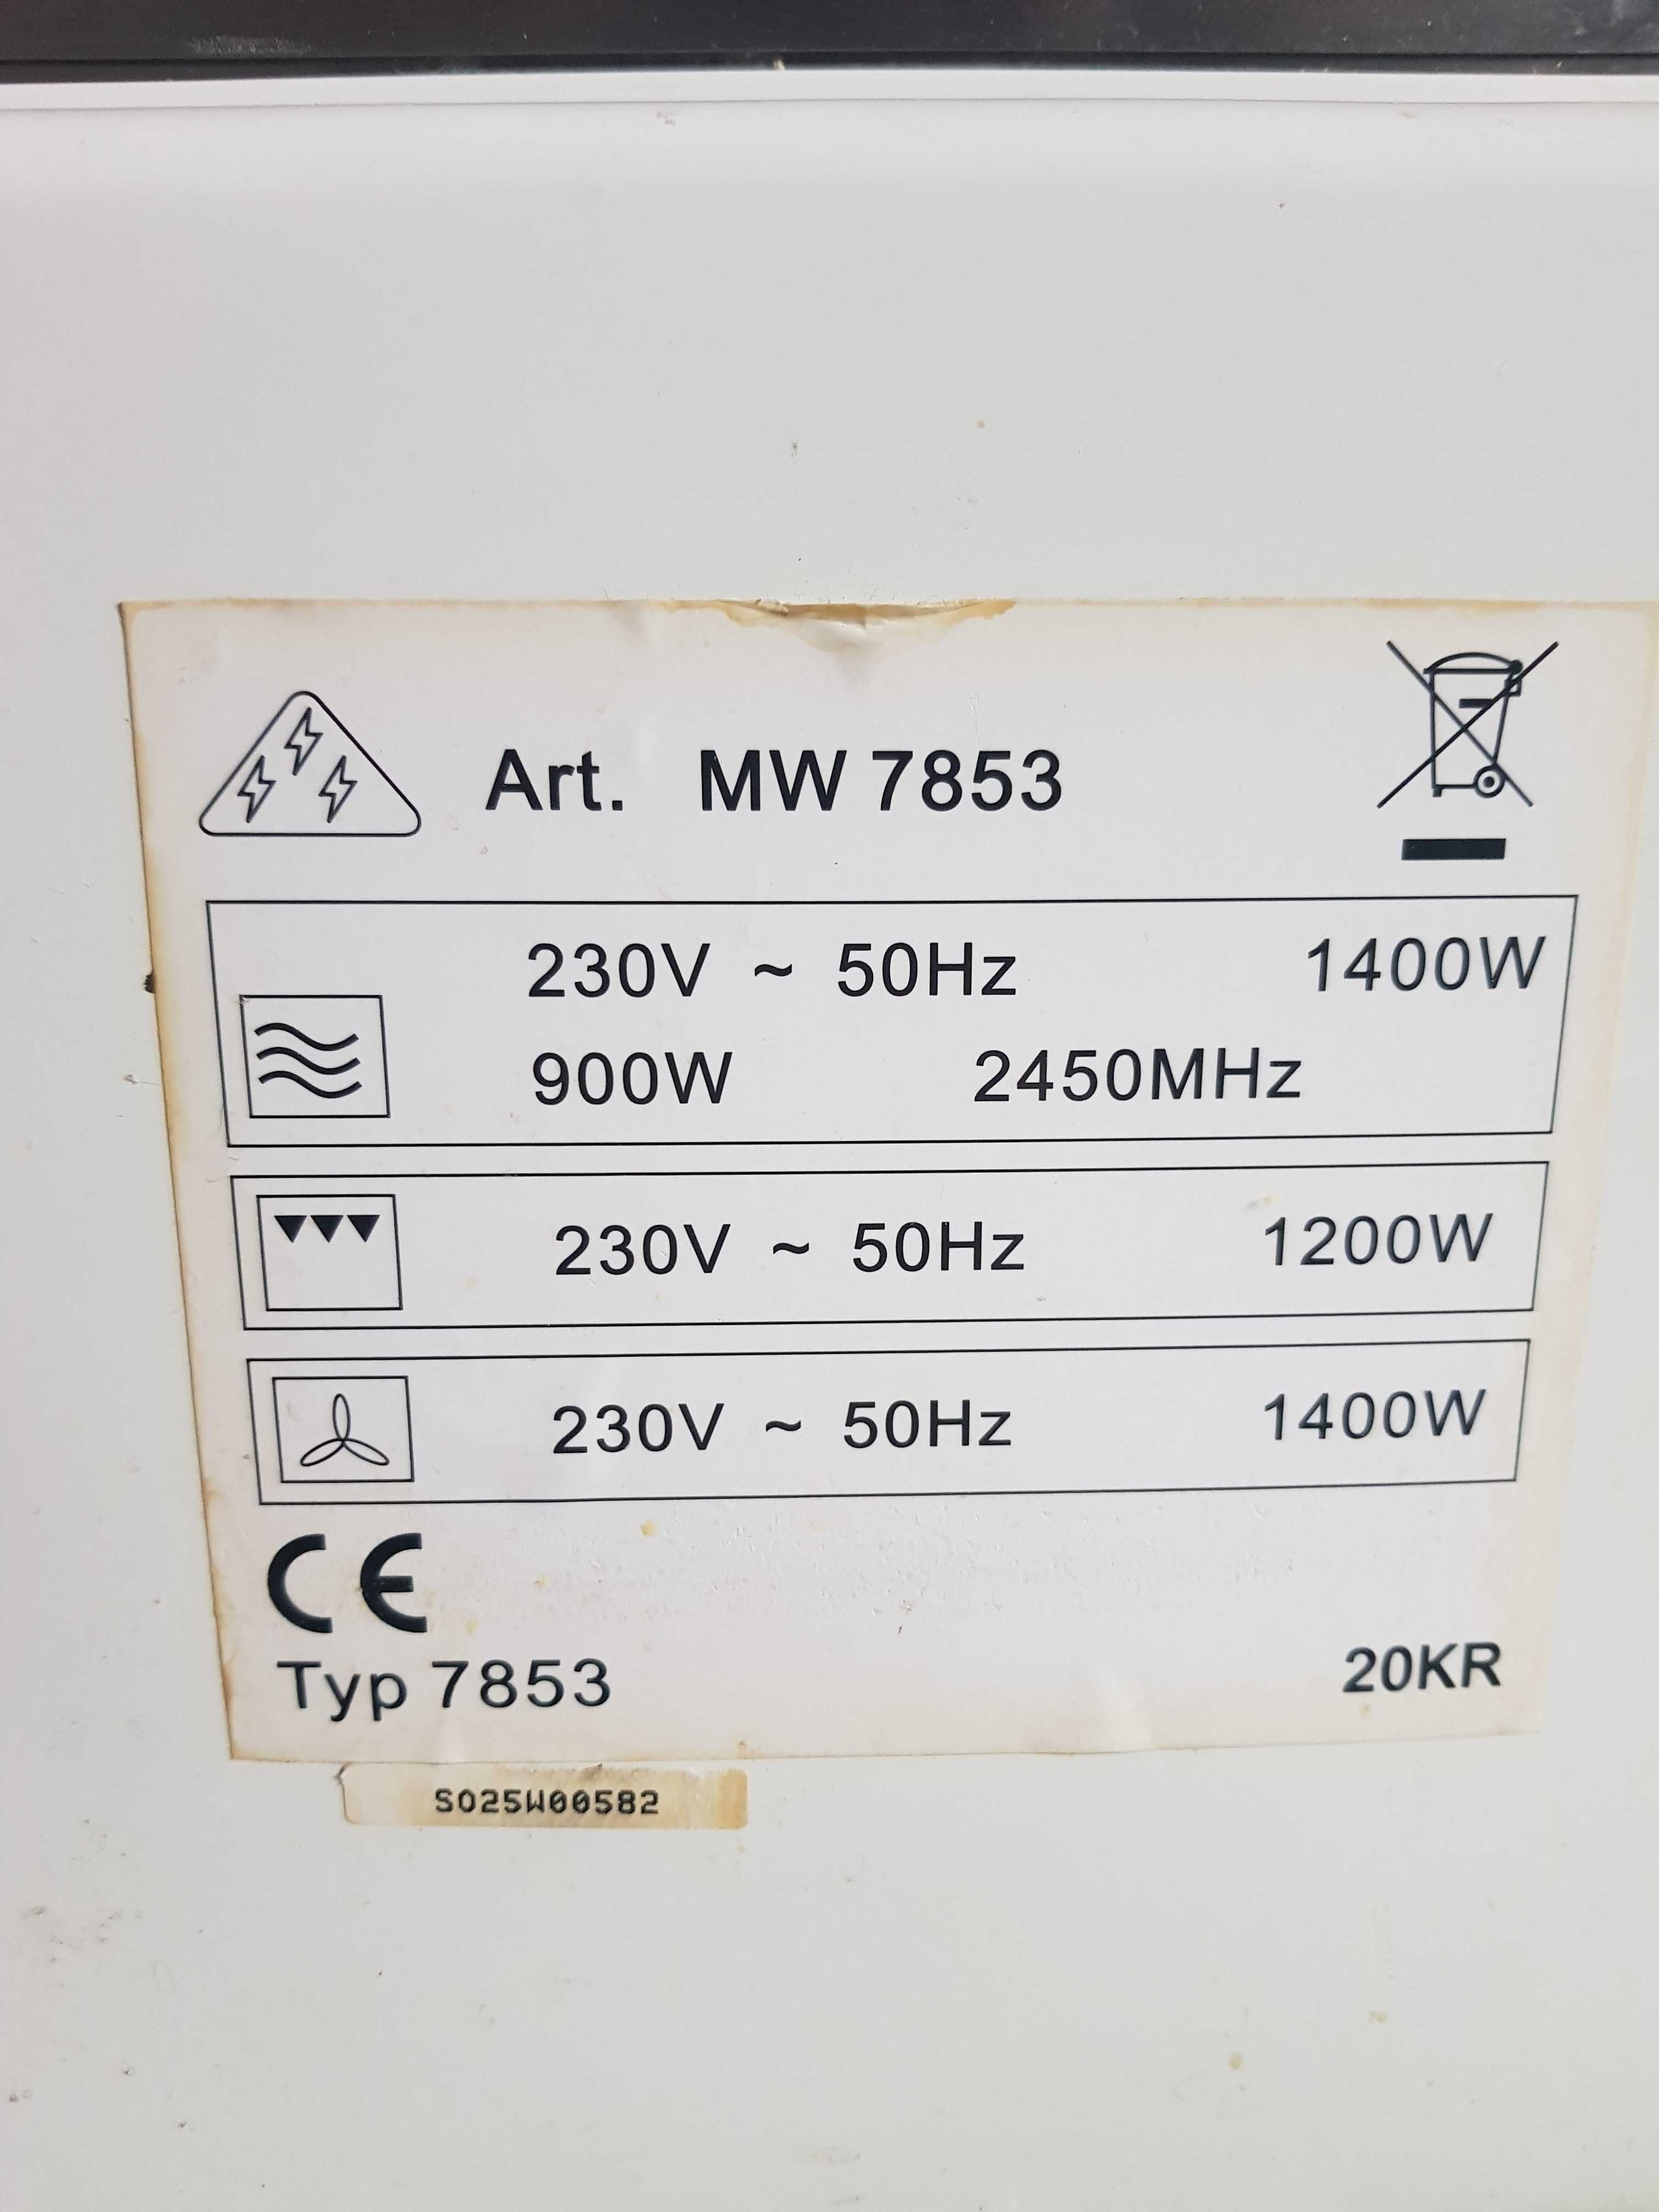 Art. MW 7853
230V ~ 50Hz 1400W
900W 2450MHz
230V ~ 50Hz 1200W
230V ~ 50Hz 1400W
CE
Typ 7853 20KR
S025W00582